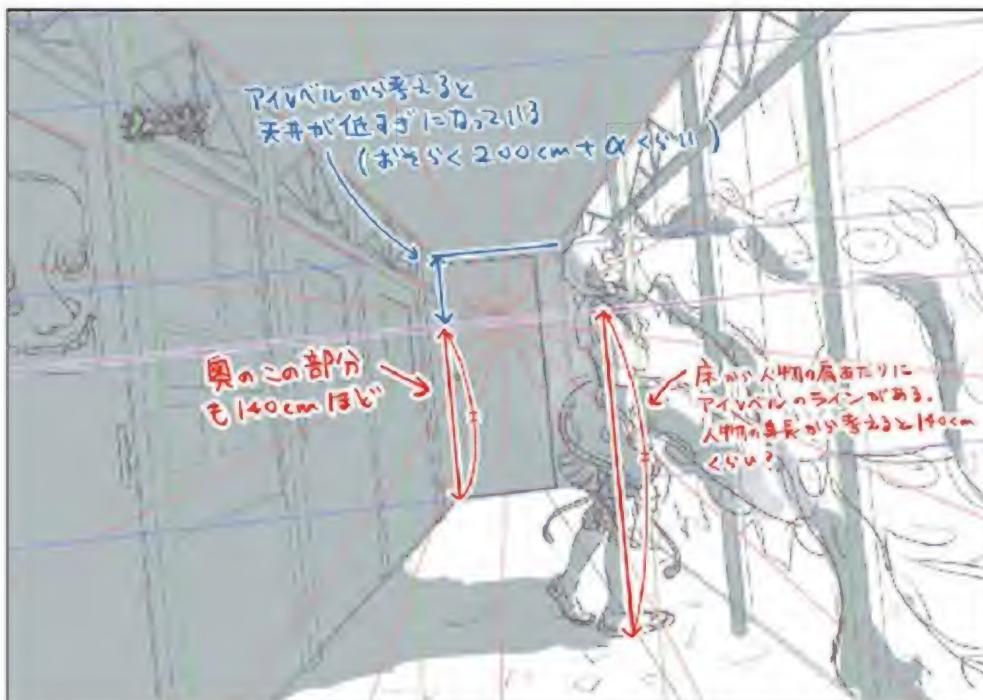 アイレベルから考えると
天井が低すぎになっている
(おそらく200cm+αくらい)
奥のこの部分
も140cmほど
床から人物の肩あたりに
アイレベルのラインがある。
人物の身長から考えると140cm
くらい?